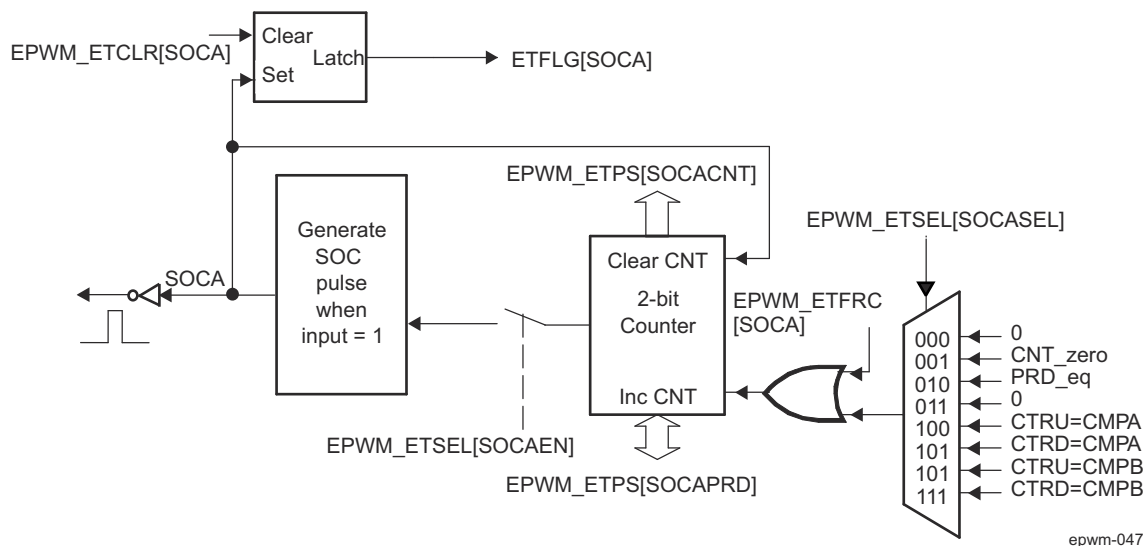 EPWM_ETCLR[SOCA]
Clear
Latch
Set
ETFLG[SOCA]
EPWM_ETPS[SOCACNT]
EPWM_ETSEL[SOCASEL]
Generate
SOC
pulse
when
input = 1
SOCA
Clear CNT
2-bit
Counter
Inc CNT
EPWM_ETFRC
[SOCA]
EPWM_ETSEL[SOCAEN]
EPWM_ETPS[SOCAPRD]
000 0
001 CNT_zero
010 PRD_eq
011 0
100 CTRU=CMPA
101 CTRD=CMPA
101 CTRU=CMPB
111 CTRD=CMPB
epwm-047